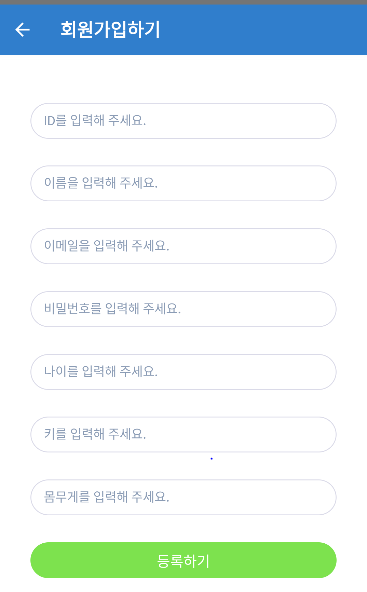 회원가입하기
ID를 입력해 주세요.
이름을 입력해 주세요.
이메일을 입력해 주세요.
비밀번호를 입력해 주세요.
나이를 입력해 주세요.
키를 입력해 주세요.
몸무게를 입력해 주세요.
등록하기